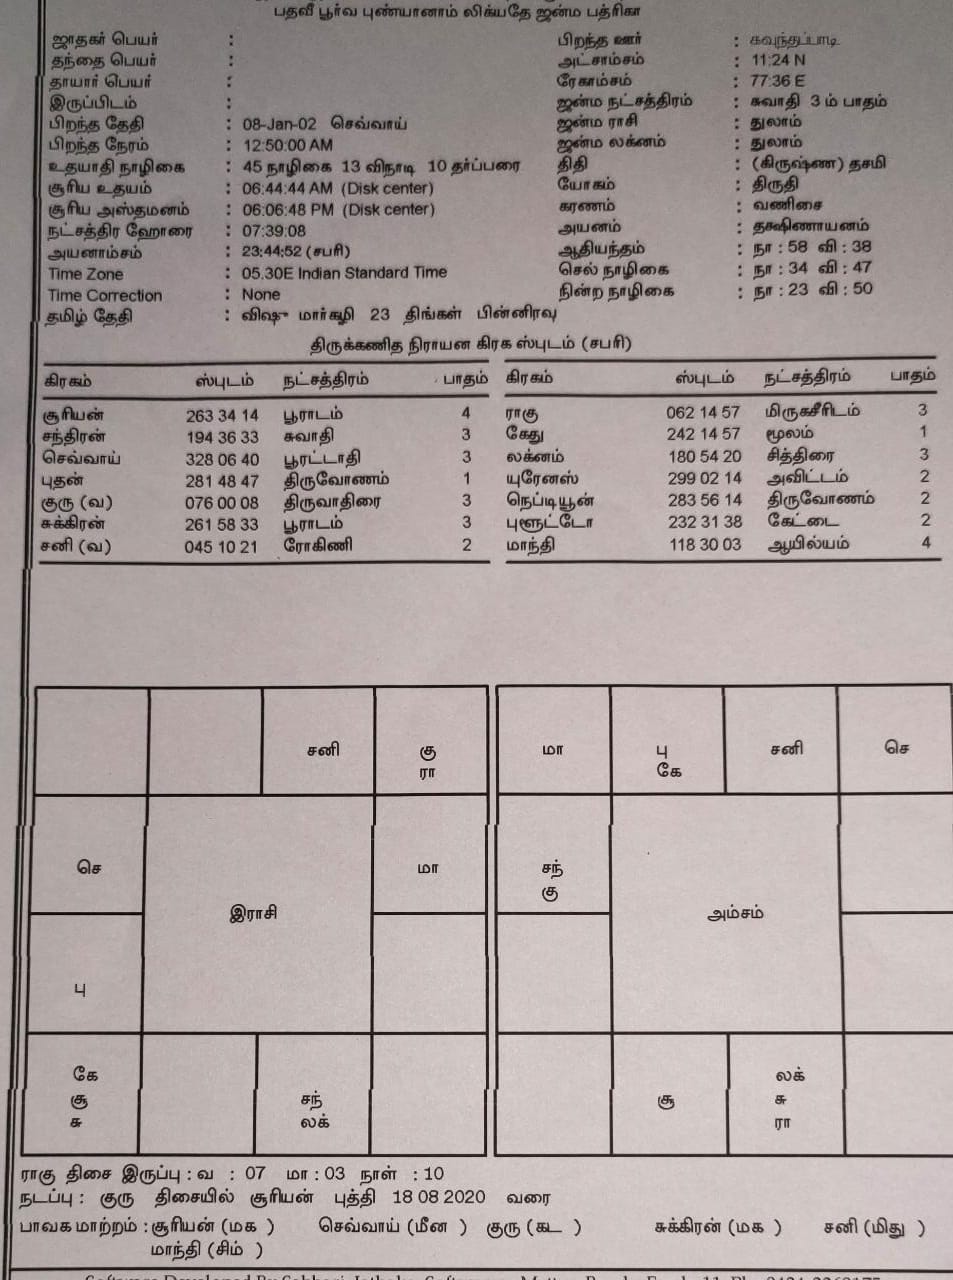 பதவீ பூர்வ புண்யானாம் லிக்யதே ஜன்ம பத்ரிகா
ஜாதகர் பெயர் :
தந்தை பெயர் :
தாயார் பெயர் :
இருப்பிடம் :
பிறந்த தேதி : 08-Jan-02 செவ்வாய்
பிறந்த நேரம் : 12:50:00 AM
உதயாதி நாழிகை : 45 நாழிகை 13 விநாடி 10 தர்ப்பரை
சூரிய உதயம் : 06:44:44 AM (Disk center)
சூரிய அஸ்தமனம் : 06:06:48 PM (Disk center)
நட்சத்திர ஹோரை : 07:39:08
அயனாம்சம் : 23:44:52 (சபரி)
Time Zone : 05.30E Indian Standard Time
Time Correction : None
தமிழ் தேதி : விஷு மார்கழி 23 திங்கள் பின்னிரவு
பிறந்த ஊர் : கவுந்தப்பாடி
அட்சாம்சம் : 11:24 N
ரேகாம்சம் : 77:36 E
ஜன்ம நட்சத்திரம் : சுவாதி 3 ம் பாதம்
ஜன்ம ராசி : துலாம்
ஜன்ம லக்னம் : துலாம்
திதி : (கிருஷ்ண) தசமி
யோகம் : திருதி
கரணம் : வணிசை
அயனம் : தக்ஷிணாயனம்
ஆதியந்தம் : நா : 58 வி : 38
செல் நாழிகை : நா : 34 வி : 47
நின்ற நாழிகை : நா : 23 வி : 50
திருக்கணித நிராயன கிரக ஸ்புடம் (சபரி)
கிரகம் ஸ்புடம் நட்சத்திரம் பாதம்
சூரியன் 263 34 14 பூராடம் 4
சந்திரன் 194 36 33 சுவாதி 3
செவ்வாய் 328 06 40 பூரட்டாதி 3
புதன் 281 48 47 திருவோணம் 1
குரு (வ) 076 00 08 திருவாதிரை 3
சுக்கிரன் 261 58 33 பூராடம் 3
சனி (வ) 045 10 21 ரோகிணி 2
கிரகம் ஸ்புடம் நட்சத்திரம் பாதம்
ராகு 062 14 57 மிருகசீரிடம் 3
கேது 242 14 57 மூலம் 1
லக்னம் 180 54 20 சித்திரை 3
யுரேனஸ் 299 02 14 அவிட்டம் 2
நெப்டியூன் 283 56 14 திருவோணம் 2
புளூட்டோ 232 31 38 கேட்டை 2
மாந்தி 118 30 03 ஆயில்யம் 4
சனி
கு
ரா
செ
மா
இராசி
பு
கே
சூ
சு
சந்
லக்
மா
பு
கே
சனி
செ
சந்
கு
அம்சம்
சூ
லக்
சு
ரா
ராகு திசை இருப்பு : வ : 07 மா : 03 நாள் : 10
நடப்பு : குரு திசையில் சூரியன் புத்தி 18 08 2020 வரை
பாவக மாற்றம் : சூரியன் (மக ) செவ்வாய் (மீன ) குரு (கட ) சுக்கிரன் (மக ) சனி (மிது )
மாந்தி (சிம் )